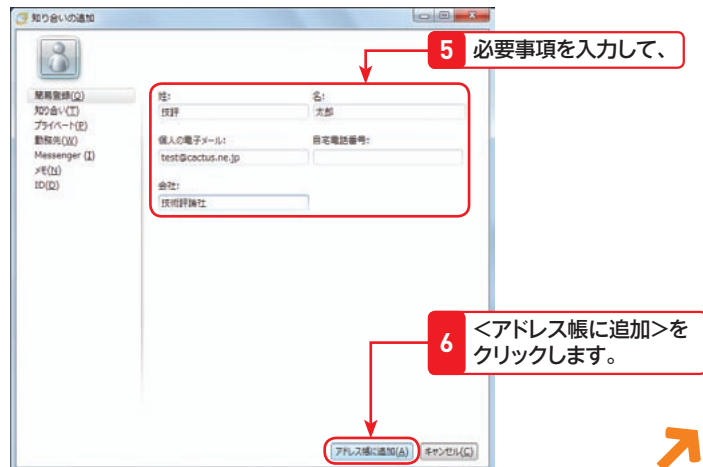 知り合いの追加
5 必要事項を入力して、
簡易登録(Q)
知り合い(T)
プライベート(P)
勤務先(W)
Messenger (I)
メモ(N)
ID(D)
姓:
名:
技評
太郎
個人の電子メール:
自宅電話番号:
test@cactus.ne.jp
会社:
技術評論社
6 <アドレス帳に追加>を
クリックします。
アドレス帳に追加(A)
キャンセル(C)